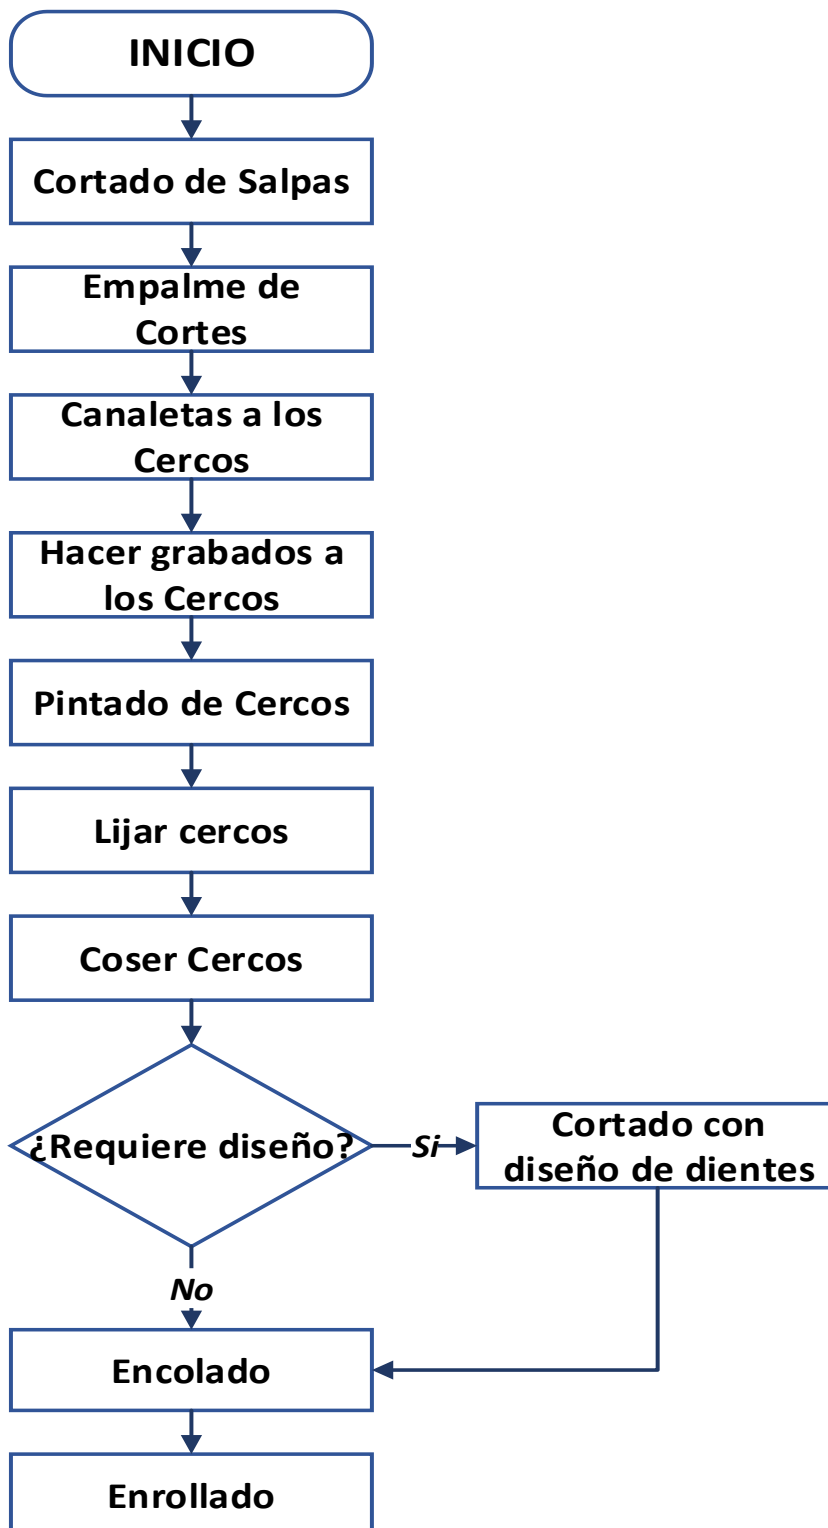 INICIO
Cortado de Salpas
Empalme de
Cortes
Canaletas a los
Cercos
Hacer grabados a
los Cercos
Pintado de Cercos
Lijar cercos
Coser Cercos
¿Requiere diseño?
Si
Cortado con
diseño de dientes
No
Encolado
Enrollado